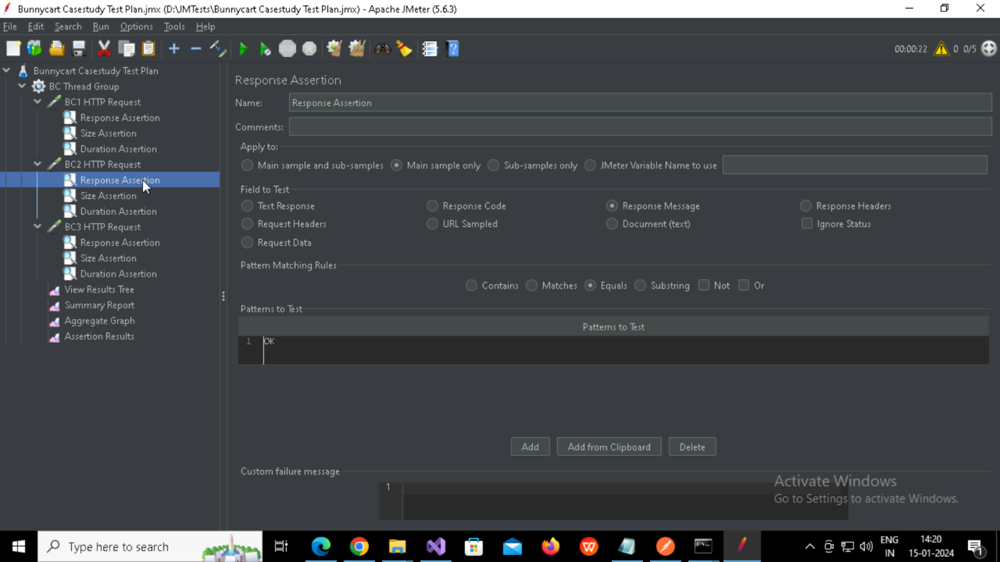 Bunnycart Casestudy Test Plan.jmx (D:\JMTests\Bunnycart Casestudy Test Plan.jmx) - Apache JMeter (5.6.3)
File Edit Search Run Options Tools Help
STOP
00:00:22 0 0/5
Bunnycart Casestudy Test Plan
BC Thread Group
BC1 HTTP Request
Response Assertion
Size Assertion
Duration Assertion
BC2 HTTP Request
Response Assertion
Size Assertion
Duration Assertion
BC3 HTTP Request
Response Assertion
Size Assertion
Duration Assertion
View Results Tree
Summary Report
Aggregate Graph
Assertion Results
Response Assertion
Name: Response Assertion
Comments:
Apply to:
Main sample and sub-samples Main sample only Sub-samples only JMeter Variable Name to use
Field to Test
Text Response Response Code Response Message Response Headers
Request Headers URL Sampled Document (text) Ignore Status
Request Data
Pattern Matching Rules
Contains Matches Equals Substring Not Or
Patterns to Test
Patterns to Test
1 OK
Add Add from Clipboard Delete
Custom failure message
1
Activate Windows
Go to Settings to activate Windows.
Type here to search
ENG
IN
14:20
15-01-2024
1